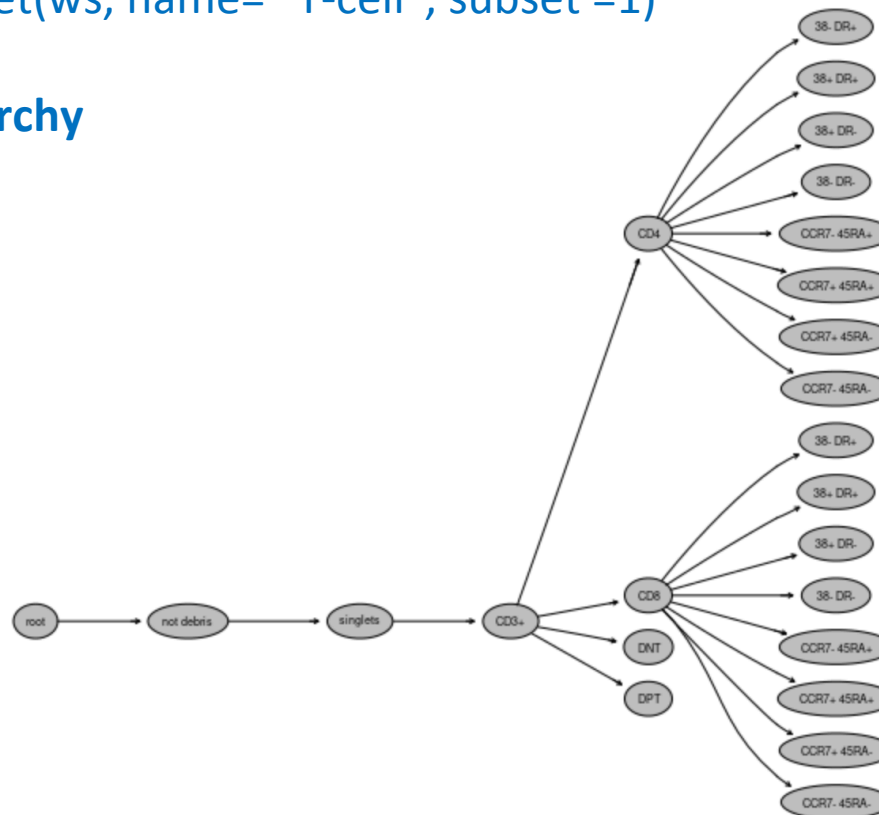 et(ws, name= "T-cell", subset =1)
rchy
38- DR+
38+ DR+
38+ DR-
38- DR-
CD4
CCR7- 45RA+
CCR7+ 45RA+
CCR7+ 45RA-
CCR7- 45RA-
38- DR+
38+ DR+
38+ DR-
CD8
38- DR-
root
not debris
singlets
CD3+
DNT
CCR7- 45RA+
DPT
CCR7+ 45RA+
CCR7+ 45RA-
CCR7- 45RA-